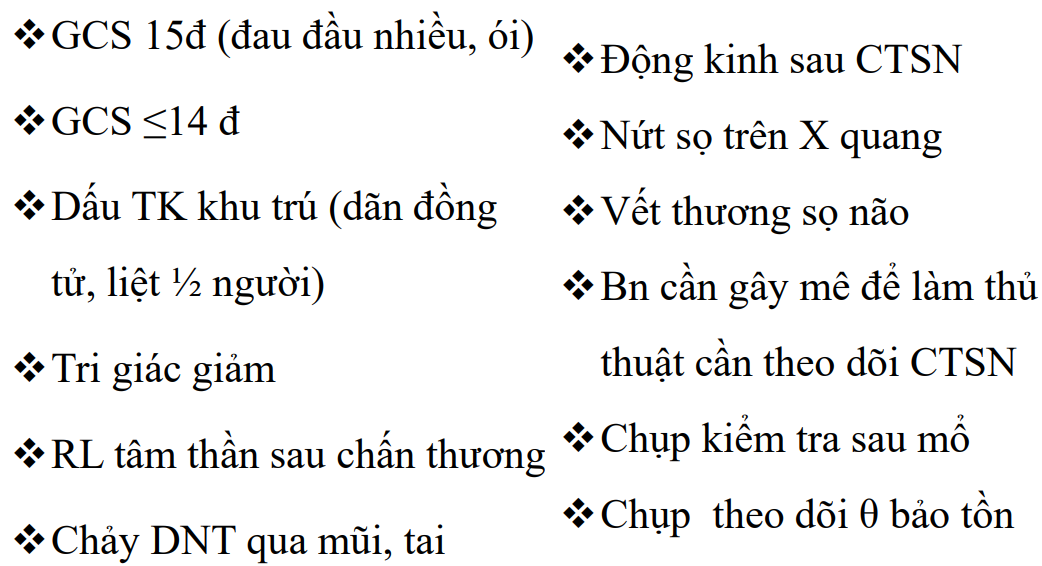 ❖GCS 15đ (đau đầu nhiều, ói)
❖GCS ≤14 đ
❖Dấu TK khu trú (dãn đồng
tử, liệt ½ người)
❖Tri giác giảm
❖RL tâm thần sau chấn thương
❖Chảy DNT qua mũi, tai
❖Động kinh sau CTSN
❖Nứt sọ trên X quang
❖Vết thương sọ não
❖Bn cần gây mê để làm thủ
thuật cần theo dõi CTSN
❖Chụp kiểm tra sau mổ
❖Chụp theo dõi θ bảo tồn